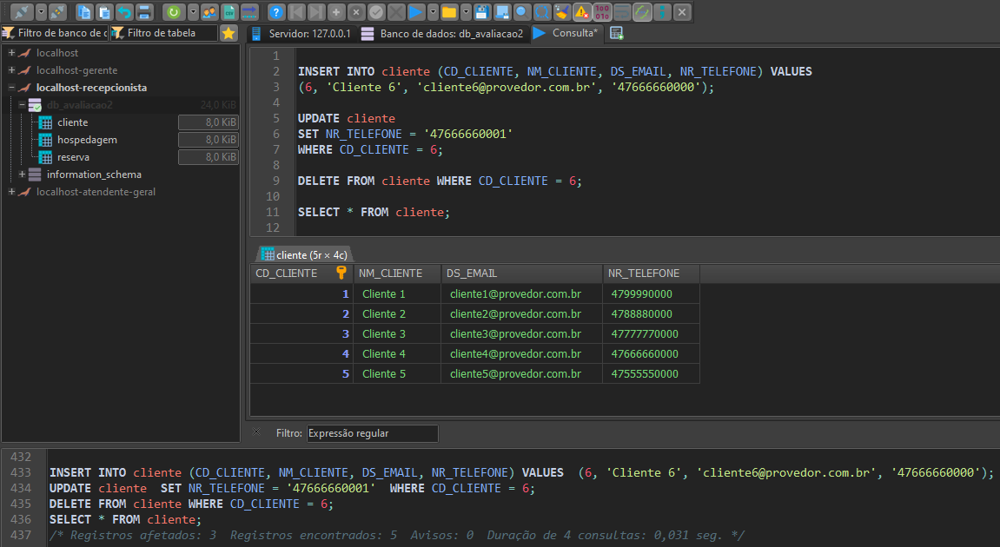 Filtro de banco de c
Filtro de tabela
Servidor: 127.0.0.1
Banco de dados: db_avaliacao2
Consulta*
localhost
localhost-gerente
localhost-recepcionista
db_avaliacao2 24,0 KiB
cliente 8,0 KiB
hospedagem 8,0 KiB
reserva 8,0 KiB
information_schema
localhost-atendente-geral
1
2 INSERT INTO cliente (CD_CLIENTE, NM_CLIENTE, DS_EMAIL, NR_TELEFONE) VALUES
3 (6, 'Cliente 6', 'cliente6@provedor.com.br', '47666660000');
4
5 UPDATE cliente
6 SET NR_TELEFONE = '47666660001'
7 WHERE CD_CLIENTE = 6;
8
9 DELETE FROM cliente WHERE CD_CLIENTE = 6;
10
11 SELECT * FROM cliente;
12
cliente (5r × 4c)
CD_CLIENTE NM_CLIENTE DS_EMAIL NR_TELEFONE
1 Cliente 1 cliente1@provedor.com.br 4799990000
2 Cliente 2 cliente2@provedor.com.br 4788880000
3 Cliente 3 cliente3@provedor.com.br 47777770000
4 Cliente 4 cliente4@provedor.com.br 47666660000
5 Cliente 5 cliente5@provedor.com.br 47555550000
Filtro: Expressão regular
432
433 INSERT INTO cliente (CD_CLIENTE, NM_CLIENTE, DS_EMAIL, NR_TELEFONE) VALUES  (6, 'Cliente 6', 'cliente6@provedor.com.br', '47666660000');
434 UPDATE cliente  SET NR_TELEFONE = '47666660001'  WHERE CD_CLIENTE = 6;
435 DELETE FROM cliente WHERE CD_CLIENTE = 6;
436 SELECT * FROM cliente;
437 /* Registros afetados: 3  Registros encontrados: 5  Avisos: 0  Duração de 4 consultas: 0,031 seg. */